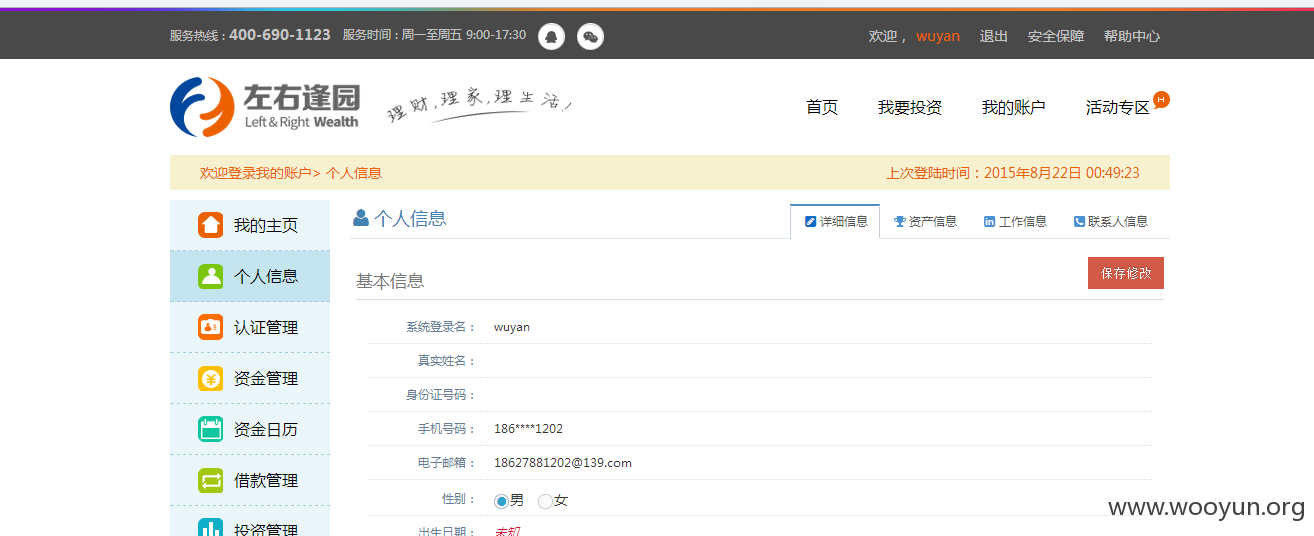 服务热线：400-690-1123 服务时间：周一至周五 9:00-17:30 欢迎， wuyan 退出 安全保障 帮助中心
左右逢园
Left & Right Wealth
理财,理家,理生活!
首页 我要投资 我的账户 活动专区 H
欢迎登录我的账户> 个人信息 上次登陆时间：2015年8月22日 00:49:23
我的主页
个人信息
认证管理
资金管理
资金日历
借款管理
投资管理
个人信息 详细信息 资产信息 工作信息 联系人信息
基本信息 保存修改
系统登录名： wuyan
真实姓名：
身份证号码：
手机号码： 186****1202
电子邮箱： 18627881202@139.com
性别： 男 女
出生日期： 未知
www.wooyun.org